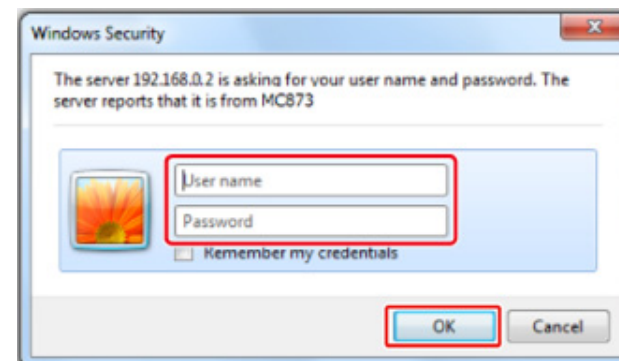 Windows Security
The server 192.168.0.2 is asking for your user name and password. The
server reports that it is from MC873
User name
Password
Remember my credentials
OK
Cancel